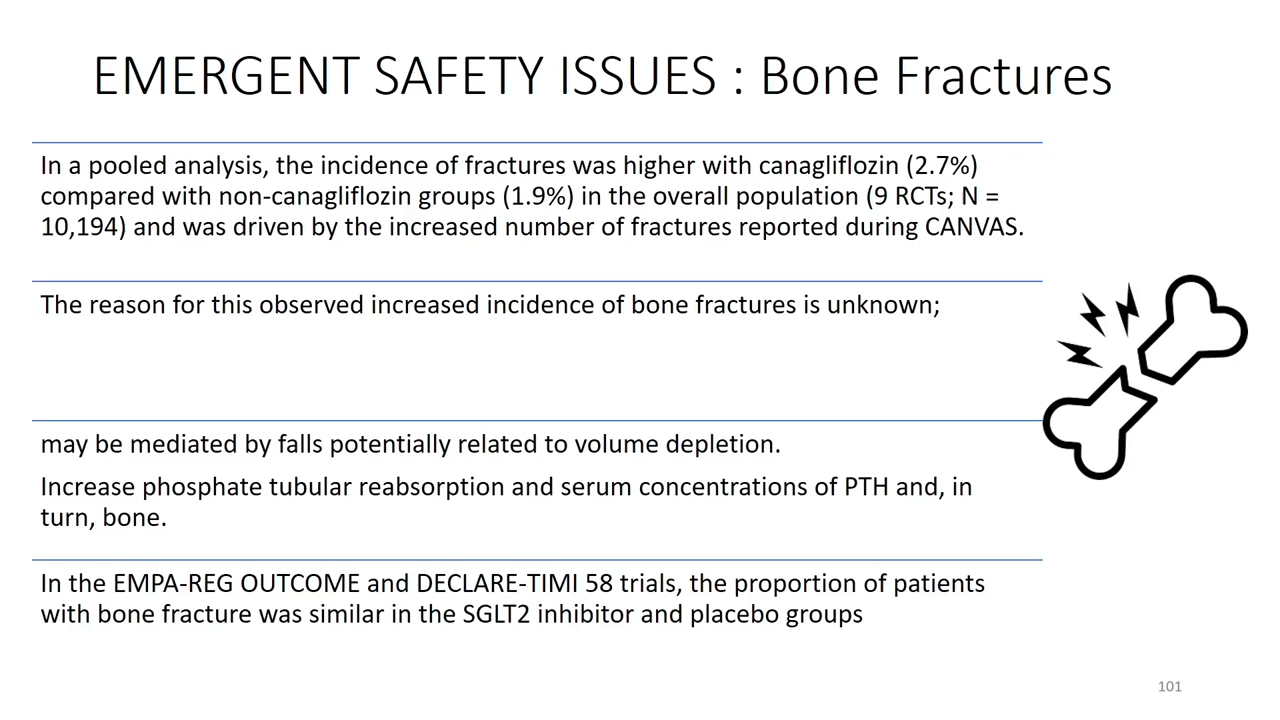 EMERGENT SAFETY ISSUES : Bone Fractures
In a pooled analysis, the incidence of fractures was higher with canagliflozin (2.7%)
compared with non-canagliflozin groups (1.9%) in the overall population (9 RCTs; N =
10,194) and was driven by the increased number of fractures reported during CANVAS.
The reason for this observed increased incidence of bone fractures is unknown;
may be mediated by falls potentially related to volume depletion.
Increase phosphate tubular reabsorption and serum concentrations of PTH and, in
turn, bone.
In the EMPA-REG OUTCOME and DECLARE-TIMI 58 trials, the proportion of patients
with bone fracture was similar in the SGLT2 inhibitor and placebo groups
101